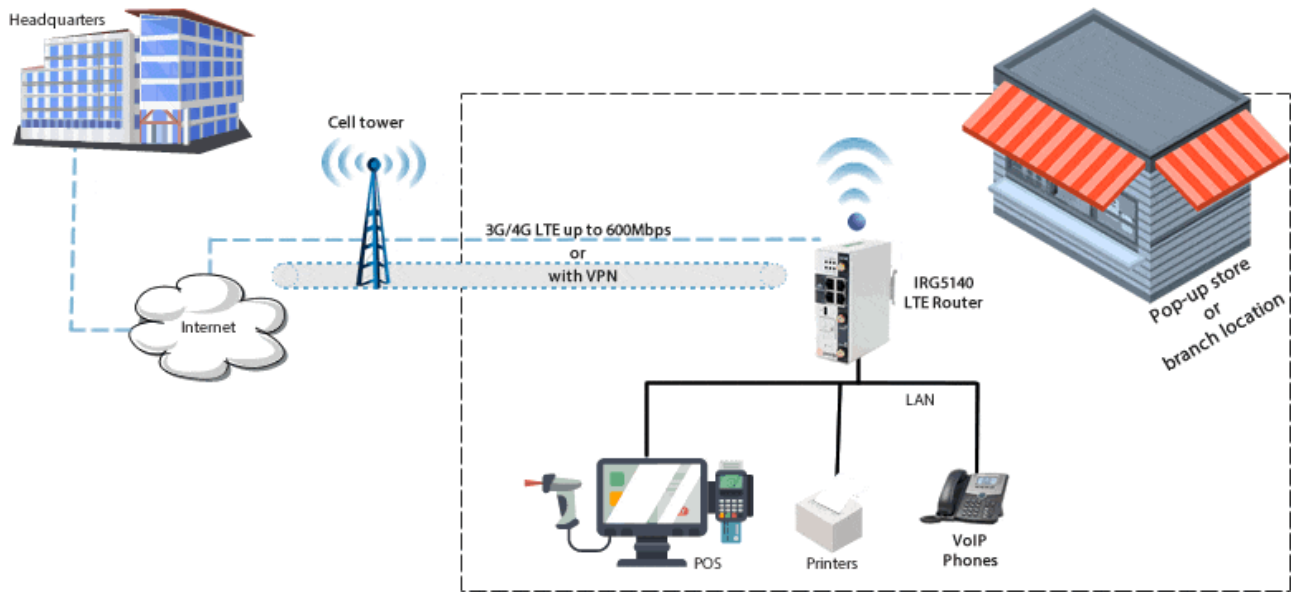 Headquarters
Cell tower
3G/4G LTE up to 600Mbps
or
with VPN
Internet
IRG5140
LTE Router
Pop-up store
or
branch location
LAN
POS
Printers
VoIP
Phones